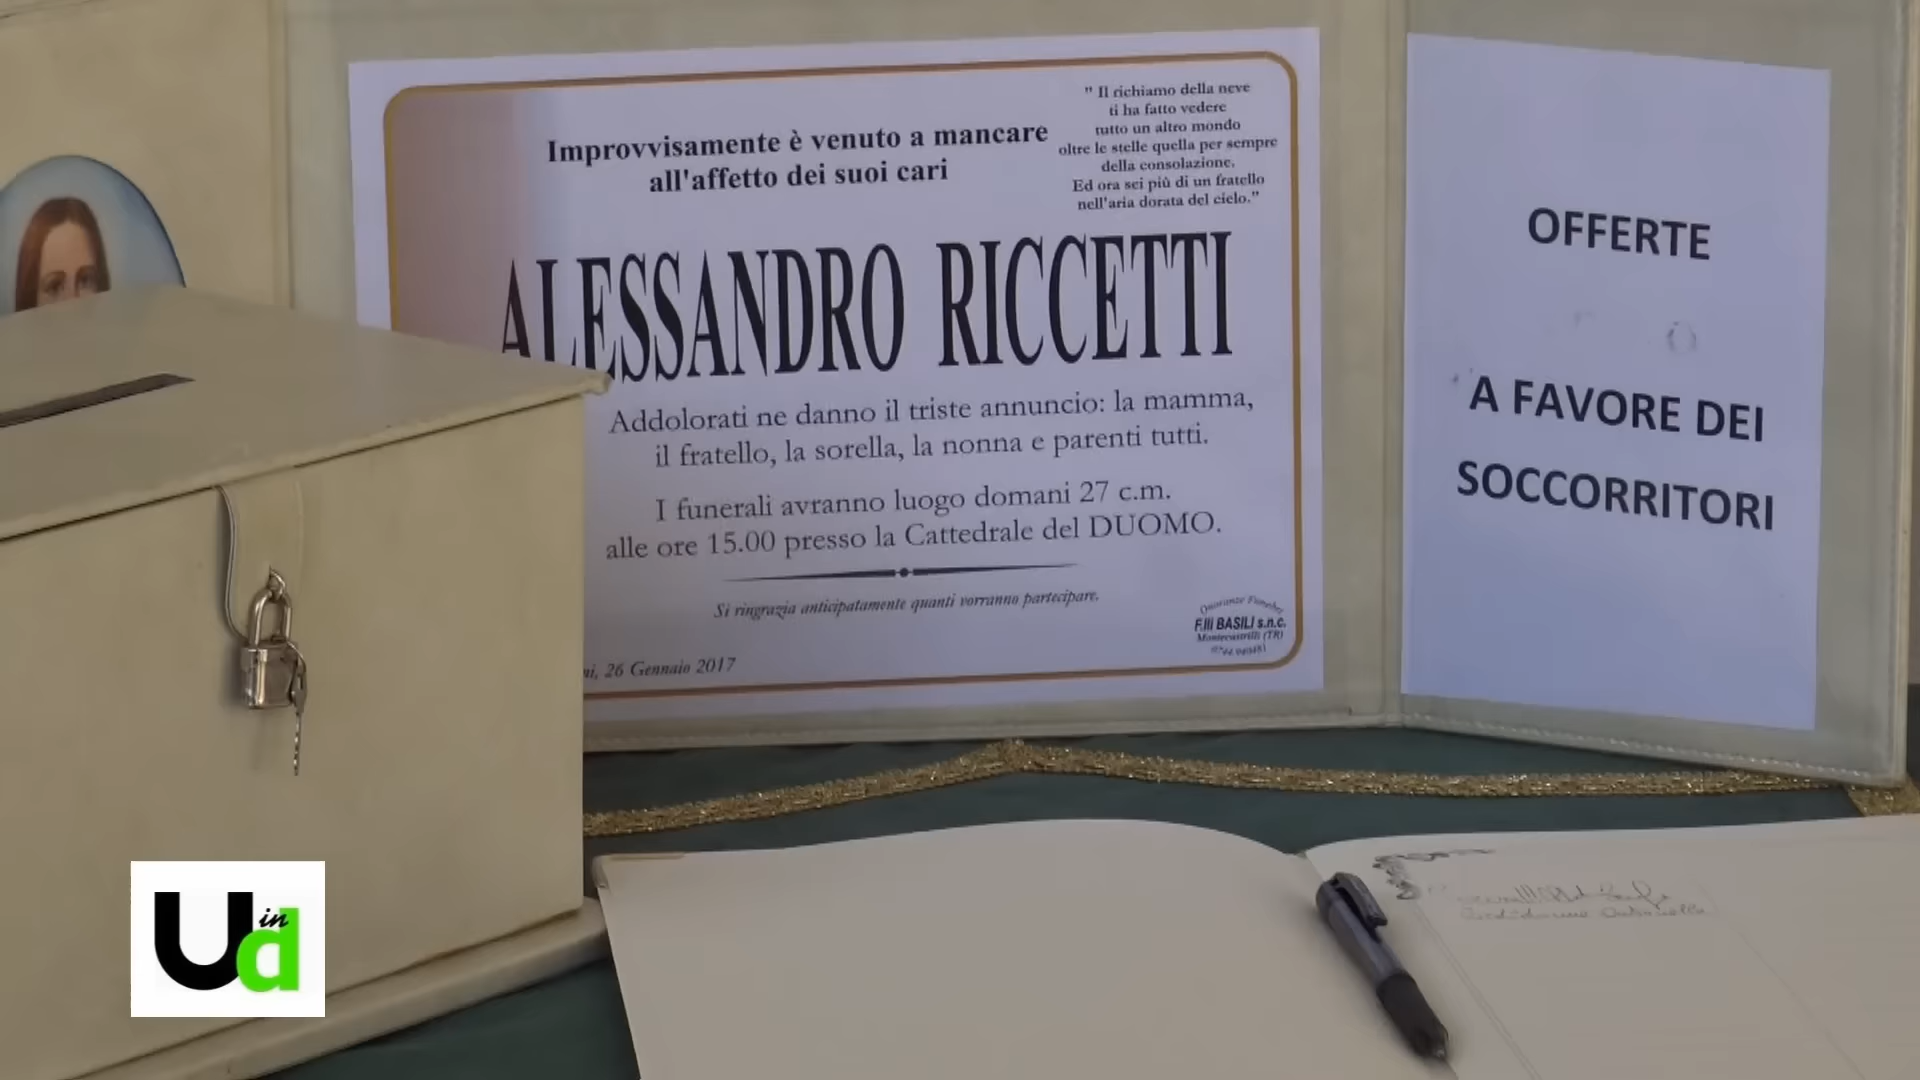 Improvvisamente è venuto a mancare
all'affetto dei suoi cari
" Il richiamo della neve
ti ha fatto vedere
tutto un altro mondo
oltre le stelle quella per sempre
della consolazione.
Ed ora sei più di un fratello
nell'aria dorata del cielo."
ALESSANDRO RICCETTI
Addolorati ne danno il triste annuncio: la mamma,
il fratello, la sorella, la nonna e parenti tutti.
I funerali avranno luogo domani 27 c.m.
alle ore 15.00 presso la Cattedrale del DUOMO.
Si ringrazia anticipatamente quanti vorranno partecipare.
26 Gennaio 2017
Onoranze Funebri
F.lli BASILI s.n.c.
Montecastrilli (TR)
OFFERTE
A FAVORE DEI
SOCCORRITORI
U in d